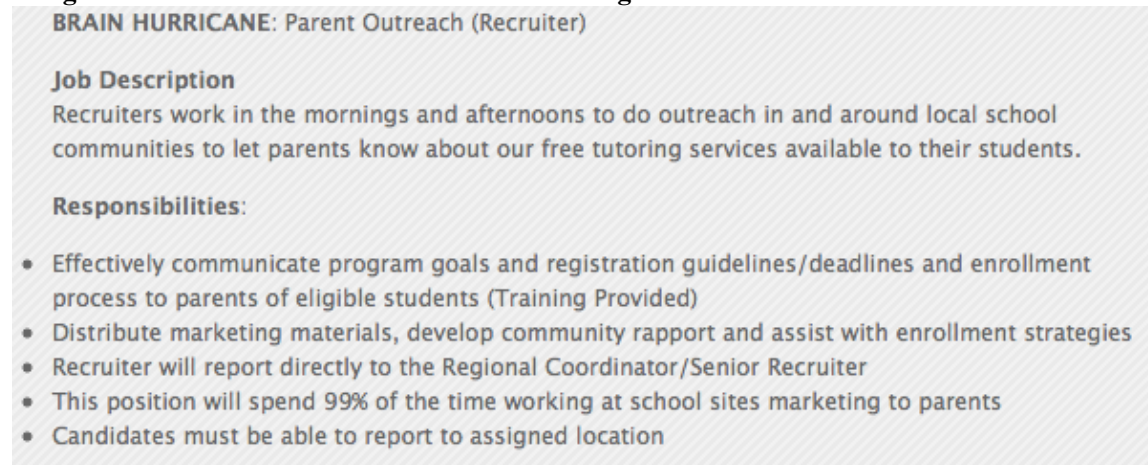 BRAIN HURRICANE: Parent Outreach (Recruiter)
Job Description
Recruiters work in the mornings and afternoons to do outreach in and around local school
communities to let parents know about our free tutoring services available to their students.
Responsibilities:
• Effectively communicate program goals and registration guidelines/deadlines and enrollment
process to parents of eligible students (Training Provided)
• Distribute marketing materials, develop community rapport and assist with enrollment strategies
• Recruiter will report directly to the Regional Coordinator/Senior Recruiter
• This position will spend 99% of the time working at school sites marketing to parents
• Candidates must be able to report to assigned location